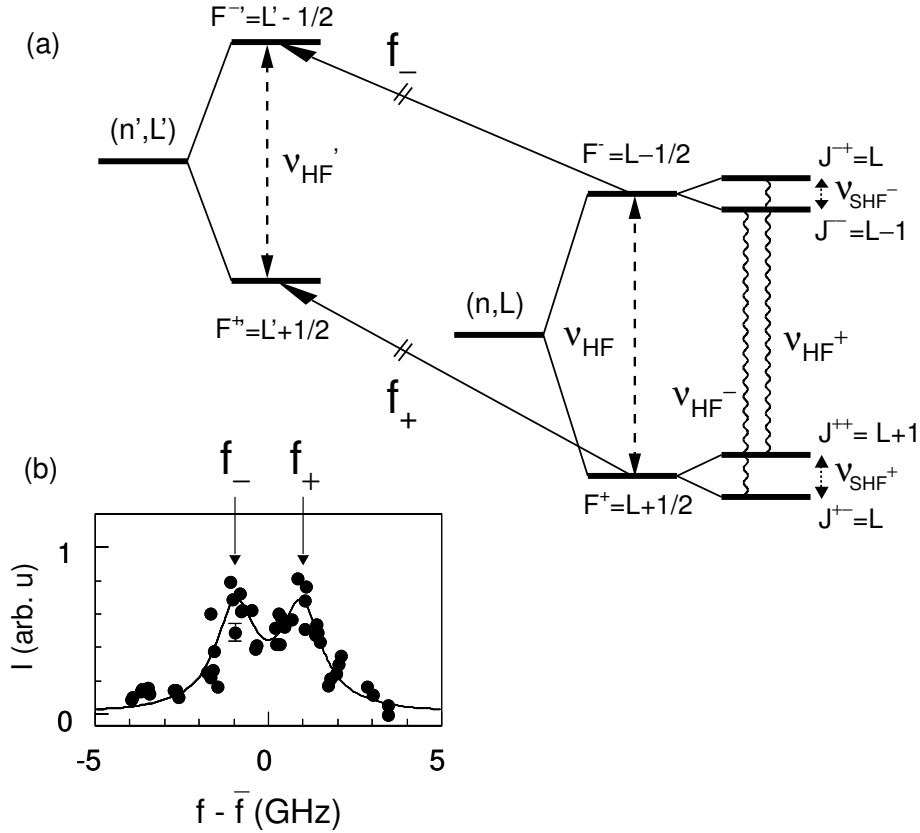 (a)
F⁻'= L' - 1/2
f₋
(n',L')
ν_HF'
F⁺'=L'+1/2
f₊
F⁻=L−1/2
J⁻⁺=L
ν_SHF⁻
J⁻⁻=L−1
(n,L)
ν_HF
ν_HF⁻
ν_HF⁺
J⁺⁺= L+1
ν_SHF⁺
F⁺=L+1/2
J⁺⁻=L
(b)
f₋ f₊
I (arb. u)
1
0
-5 0 5
f - f̄ (GHz)